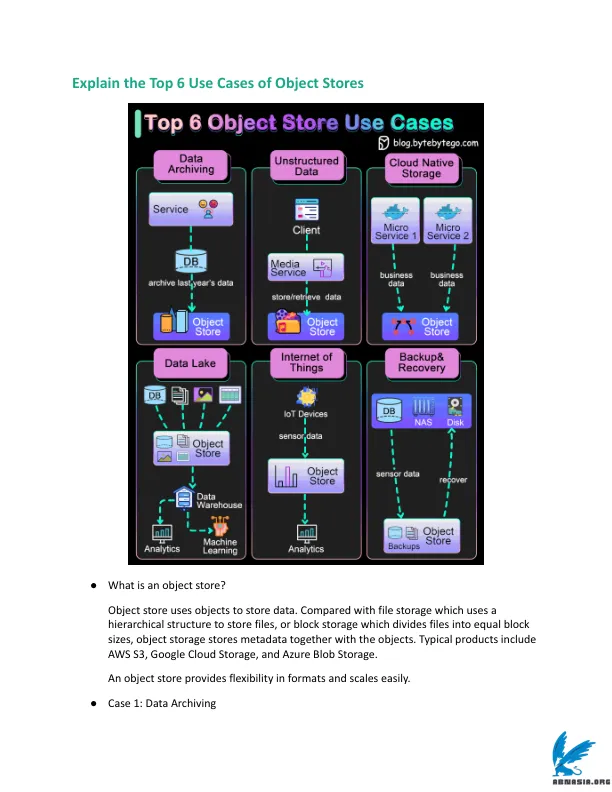 Explain the Top 6 Use Cases of Object Stores
Top 6 Object Store Use Cases
blog.bytebytego.com
Data
Archiving
Service
DB
archive last year's data
Object
Store
Unstructured
Data
Client
Media
Service
store/retrieve data
Object
Store
Cloud Native
Storage
Micro
Service 1
Micro
Service 2
business
data
business
data
Object
Store
Data Lake
DB
Object
Store
Data
Warehouse
Analytics
Machine
Learning
Internet of
Things
IoT Devices
sensor data
Object
Store
Analytics
Backup&
Recovery
DB
NAS
Disk
sensor data
recover
Backups
Object
Store
● What is an object store?
Object store uses objects to store data. Compared with file storage which uses a
hierarchical structure to store files, or block storage which divides files into equal block
sizes, object storage stores metadata together with the objects. Typical products include
AWS S3, Google Cloud Storage, and Azure Blob Storage.
An object store provides flexibility in formats and scales easily.
● Case 1: Data Archiving
ABNASIA.ORG